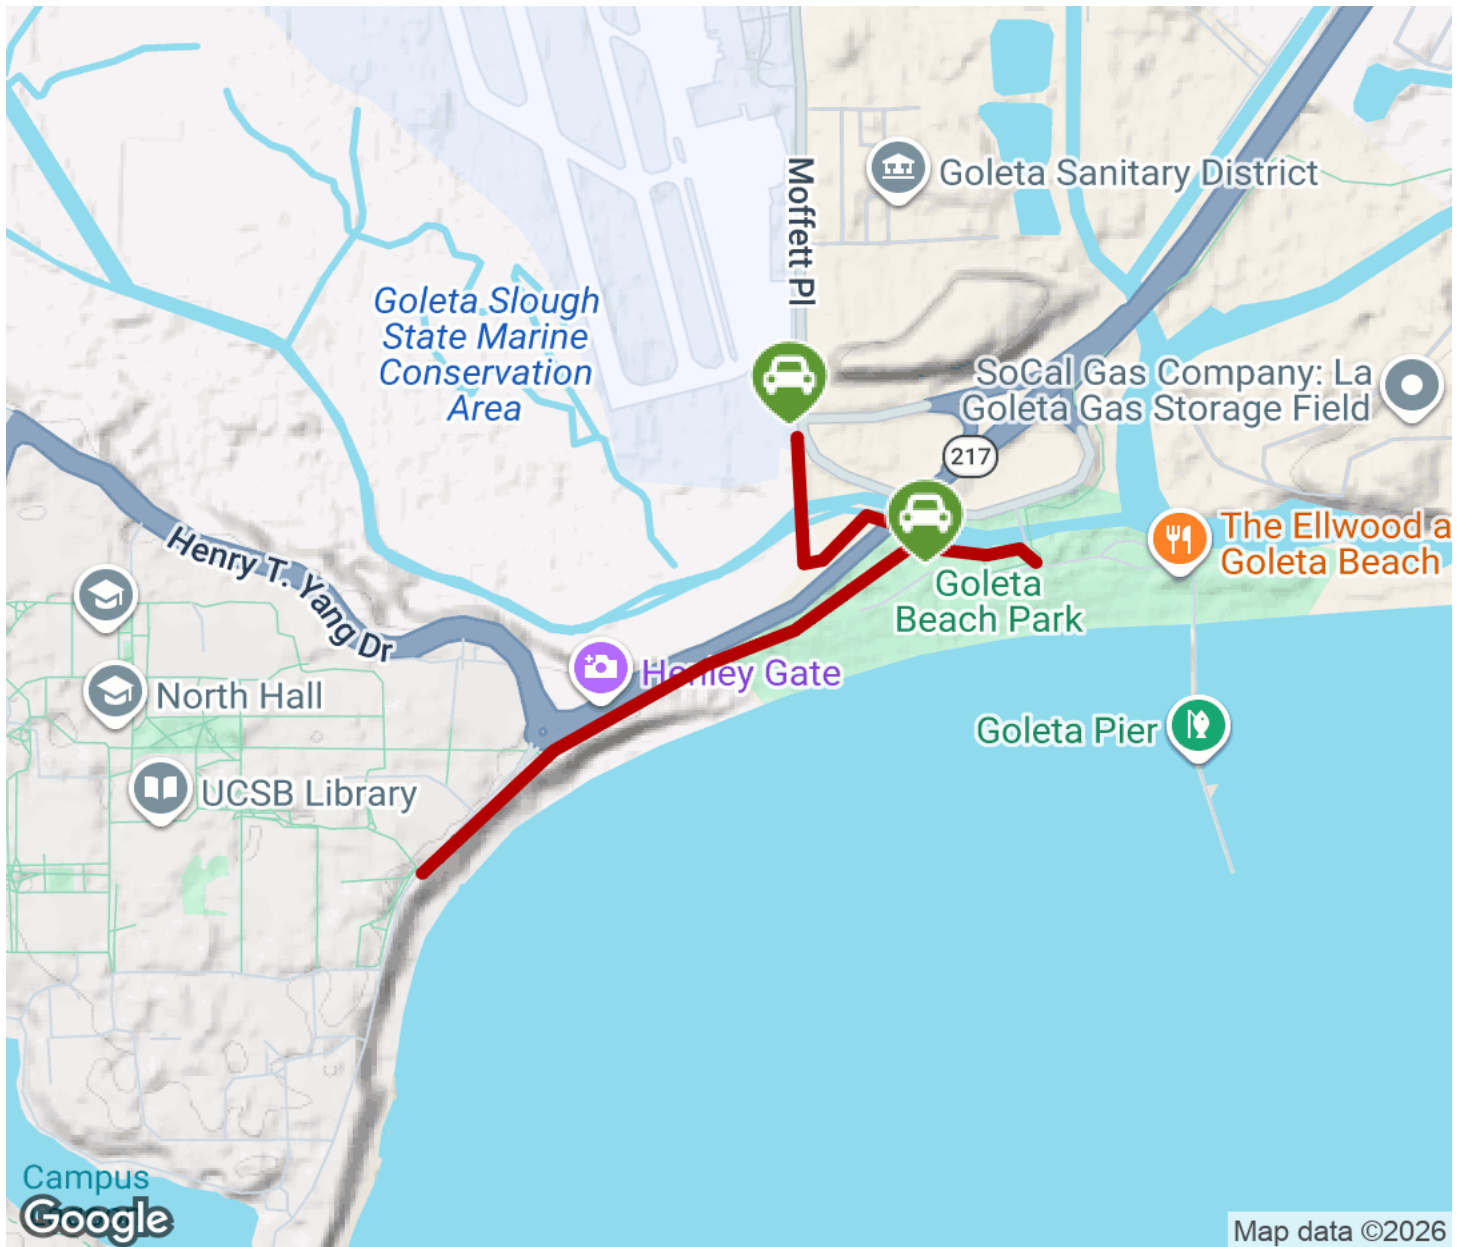 Moffett Pl
Goleta Sanitary District
Goleta Slough
State Marine
Conservation
Area
SoCal Gas Company: La
Goleta Gas Storage Field
217
The Ellwood a
Goleta Beach
Henry T. Yang Dr
Goleta
Beach Park
Henley Gate
North Hall
Goleta Pier
UCSB Library
Campus
Google
Map data ©2026